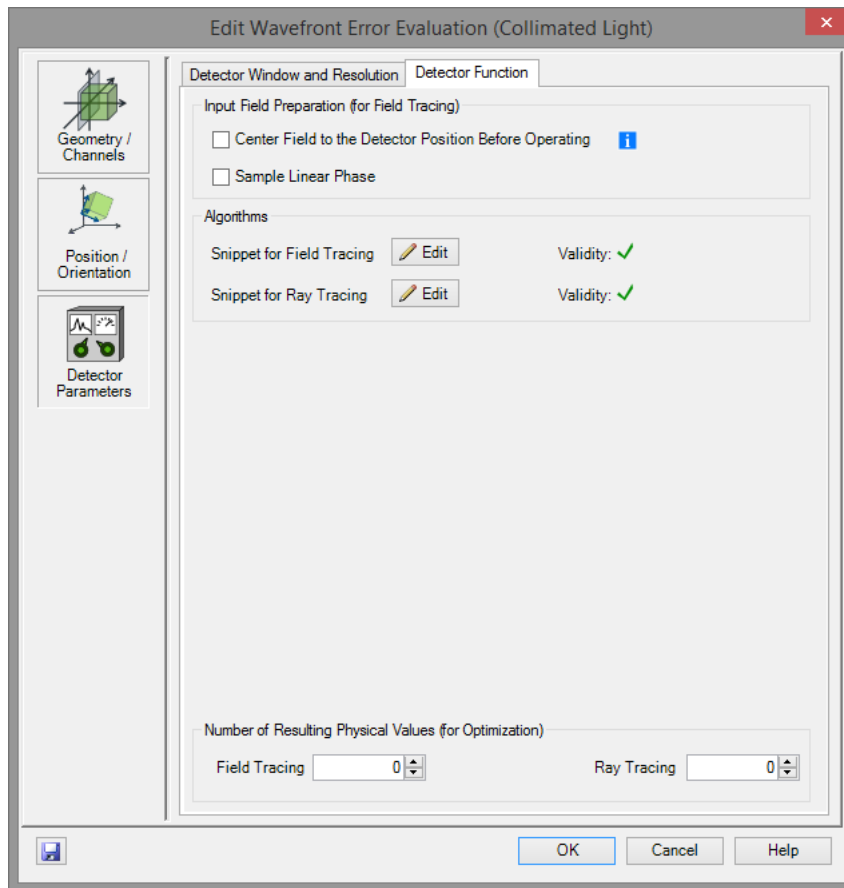 Edit Wavefront Error Evaluation (Collimated Light)
Geometry /
Channels
Position /
Orientation
Detector
Parameters
Detector Window and Resolution
Detector Function
Input Field Preparation (for Field Tracing)
Center Field to the Detector Position Before Operating
Sample Linear Phase
Algorithms
Snippet for Field Tracing Edit Validity:
Snippet for Ray Tracing Edit Validity:
Number of Resulting Physical Values (for Optimization)
Field Tracing 0 Ray Tracing 0
OK Cancel Help